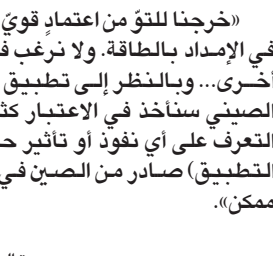 «خرجنا للتوّ من اعتمادٍ قويّ
في الإمداد بالطاقة. ولا نرغب
أخرى... وبالنظر إلى تطبيق
الصيني سنأخذ في الاعتبار
التعرف على أي نفوذ أو تأثير
التطبيق) صادر من الصين في
ممكن».